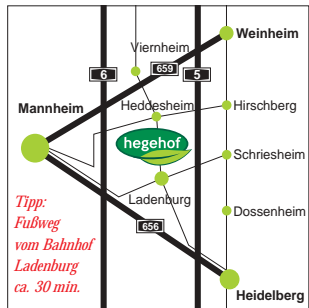 Weinheim
Viernheim
659
6
5
Mannheim
Heddesheim
Hirschberg
hegehof
Schriesheim
Ladenburg
Tipp:
Fußweg
vom Bahnhof
Ladenburg
ca. 30 min.
656
Dossenheim
Heidelberg